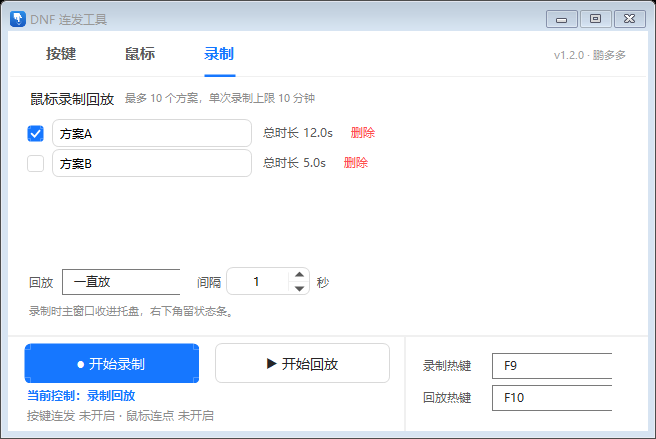 DNF 连发工具
按键 鼠标 录制 v1.2.0 · 鹏多多
鼠标录制回放 最多 10 个方案，单次录制上限 10 分钟
方案A 总时长 12.0s 删除
方案B 总时长 5.0s 删除
回放 一直放 间隔 1 秒
录制时主窗口收进托盘，右下角留状态条。
● 开始录制 ▶ 开始回放
当前控制：录制回放
按键连发 未开启 · 鼠标连点 未开启
录制热键 F9
回放热键 F10